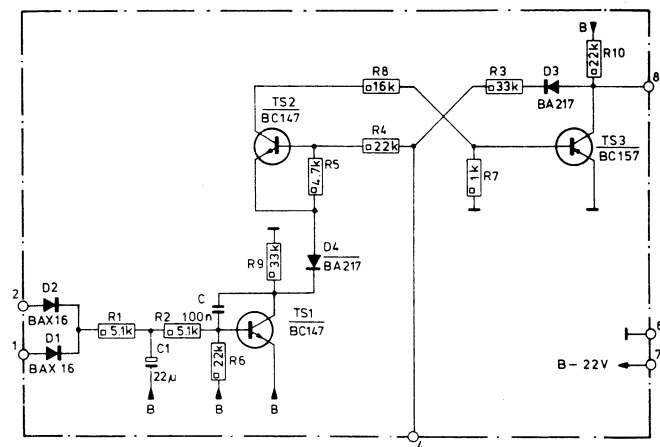 B
R10
22k
R8
16k
R3
33k
D3
BA217
8
TS2
BC147
R4
22k
TS3
BC157
R5
4.7k
R7
1k
R9
33k
D4
BA217
2
D2
BAX16
R1
5.1k
R2
5.1k
C
100n
TS1
BC147
1
D1
BAX 16
C1
22µ
R6
22k
B
B
B
6
7
B-22V
4